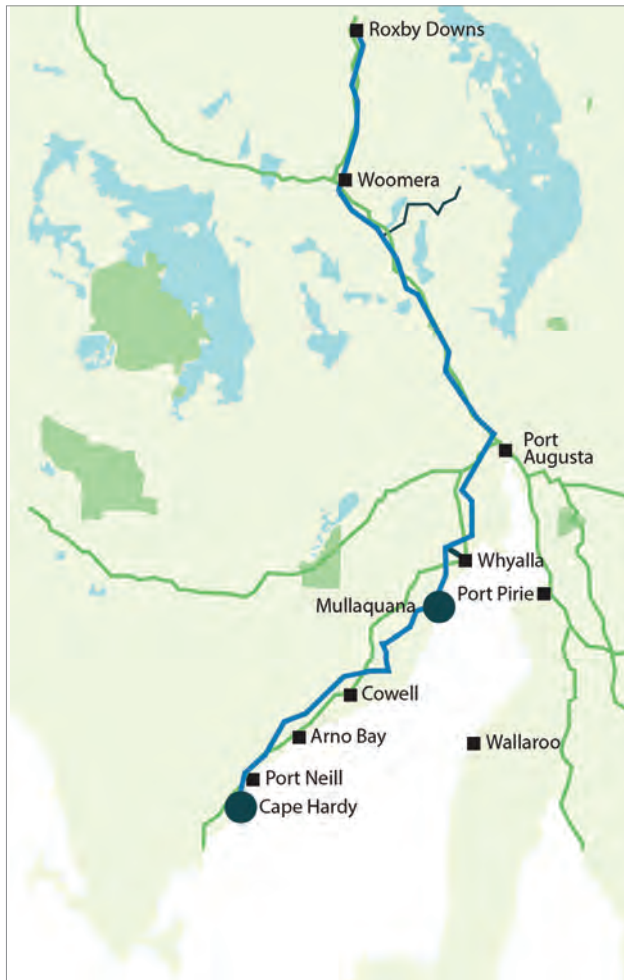 Roxby Downs
Woomera
Port
Augusta
Whyalla
Port Pirie
Mullaquana
Cowell
Arno Bay
Wallaroo
Port Neill
Cape Hardy